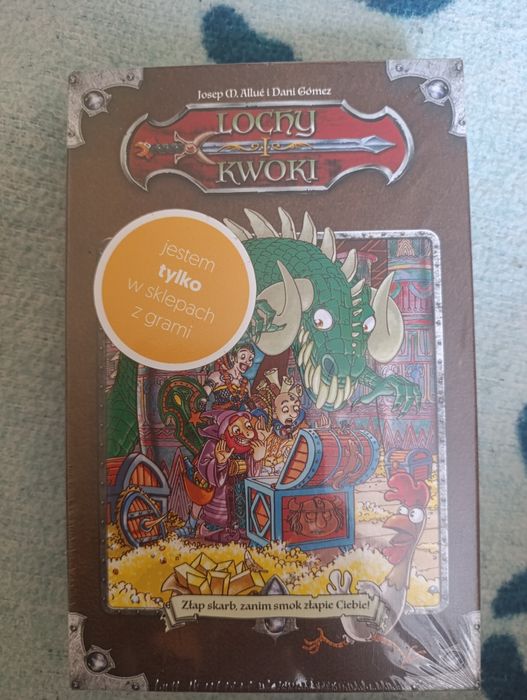 Josep M. Allué i Dani Gómez
LOCHY
I
KWOKI
jestem
tylko
w sklepach
z grami
Złap skarb, zanim smok złapie Ciebie!